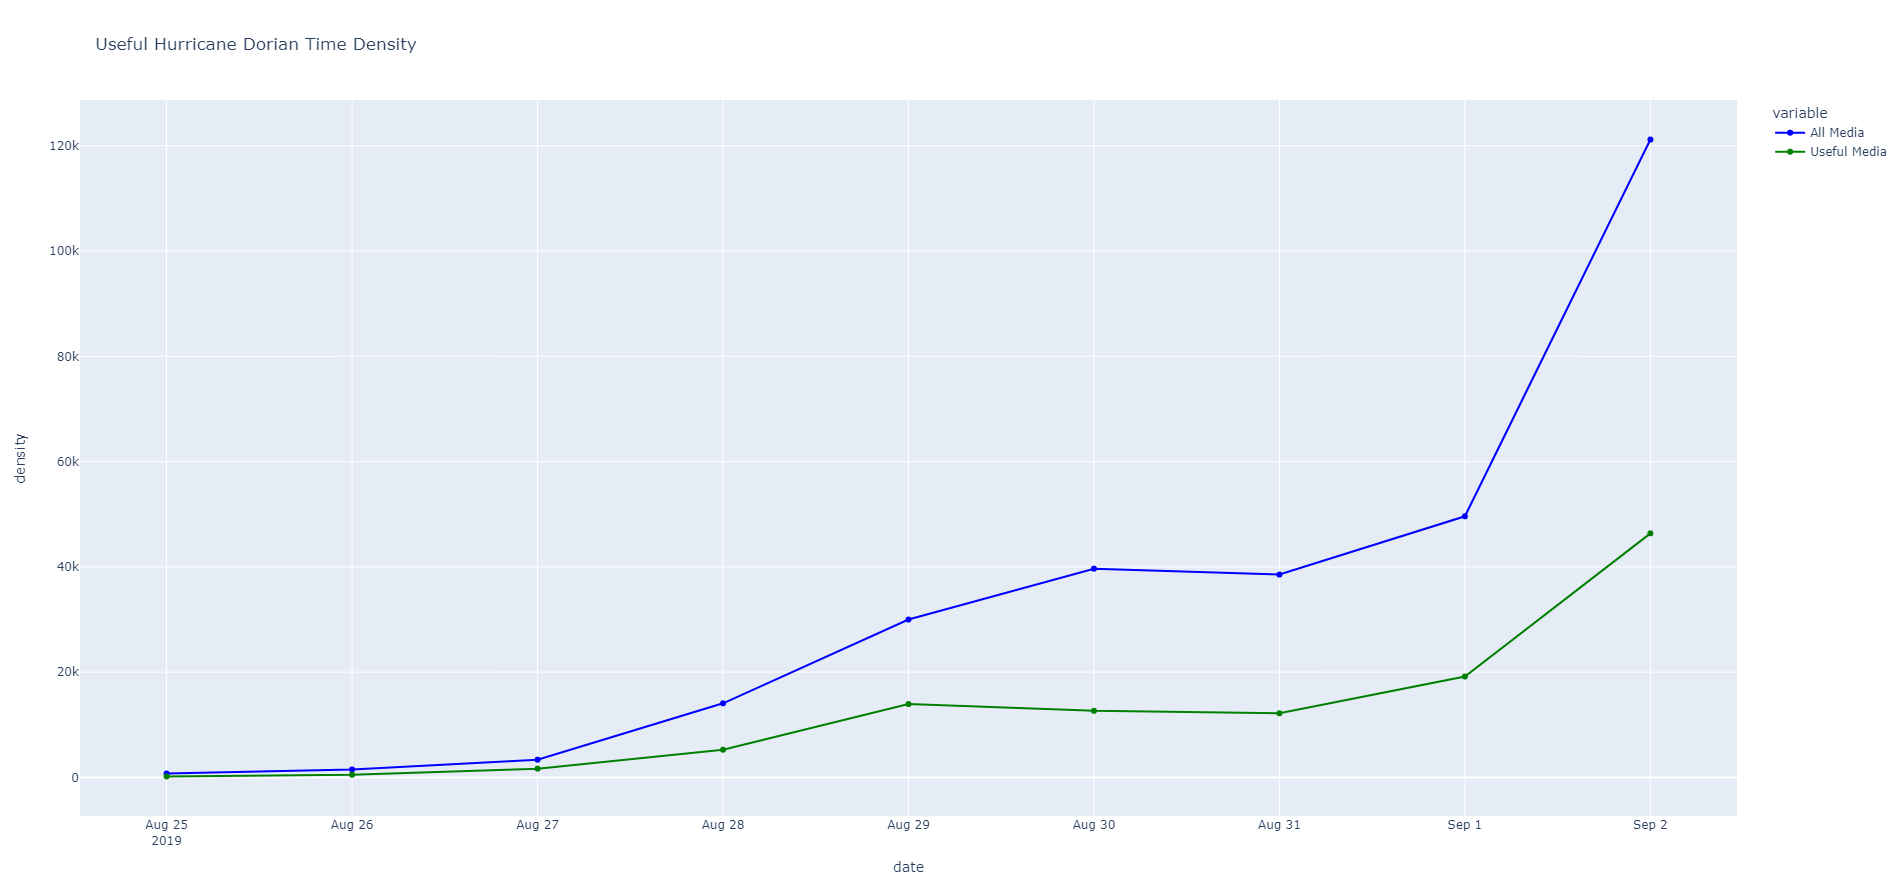 Useful Hurricane Dorian Time Density
variable
All Media
Useful Media
120k
100k
80k
60k
40k
20k
0
density
Aug 25
2019
Aug 26
Aug 27
Aug 28
Aug 29
Aug 30
Aug 31
Sep 1
Sep 2
date